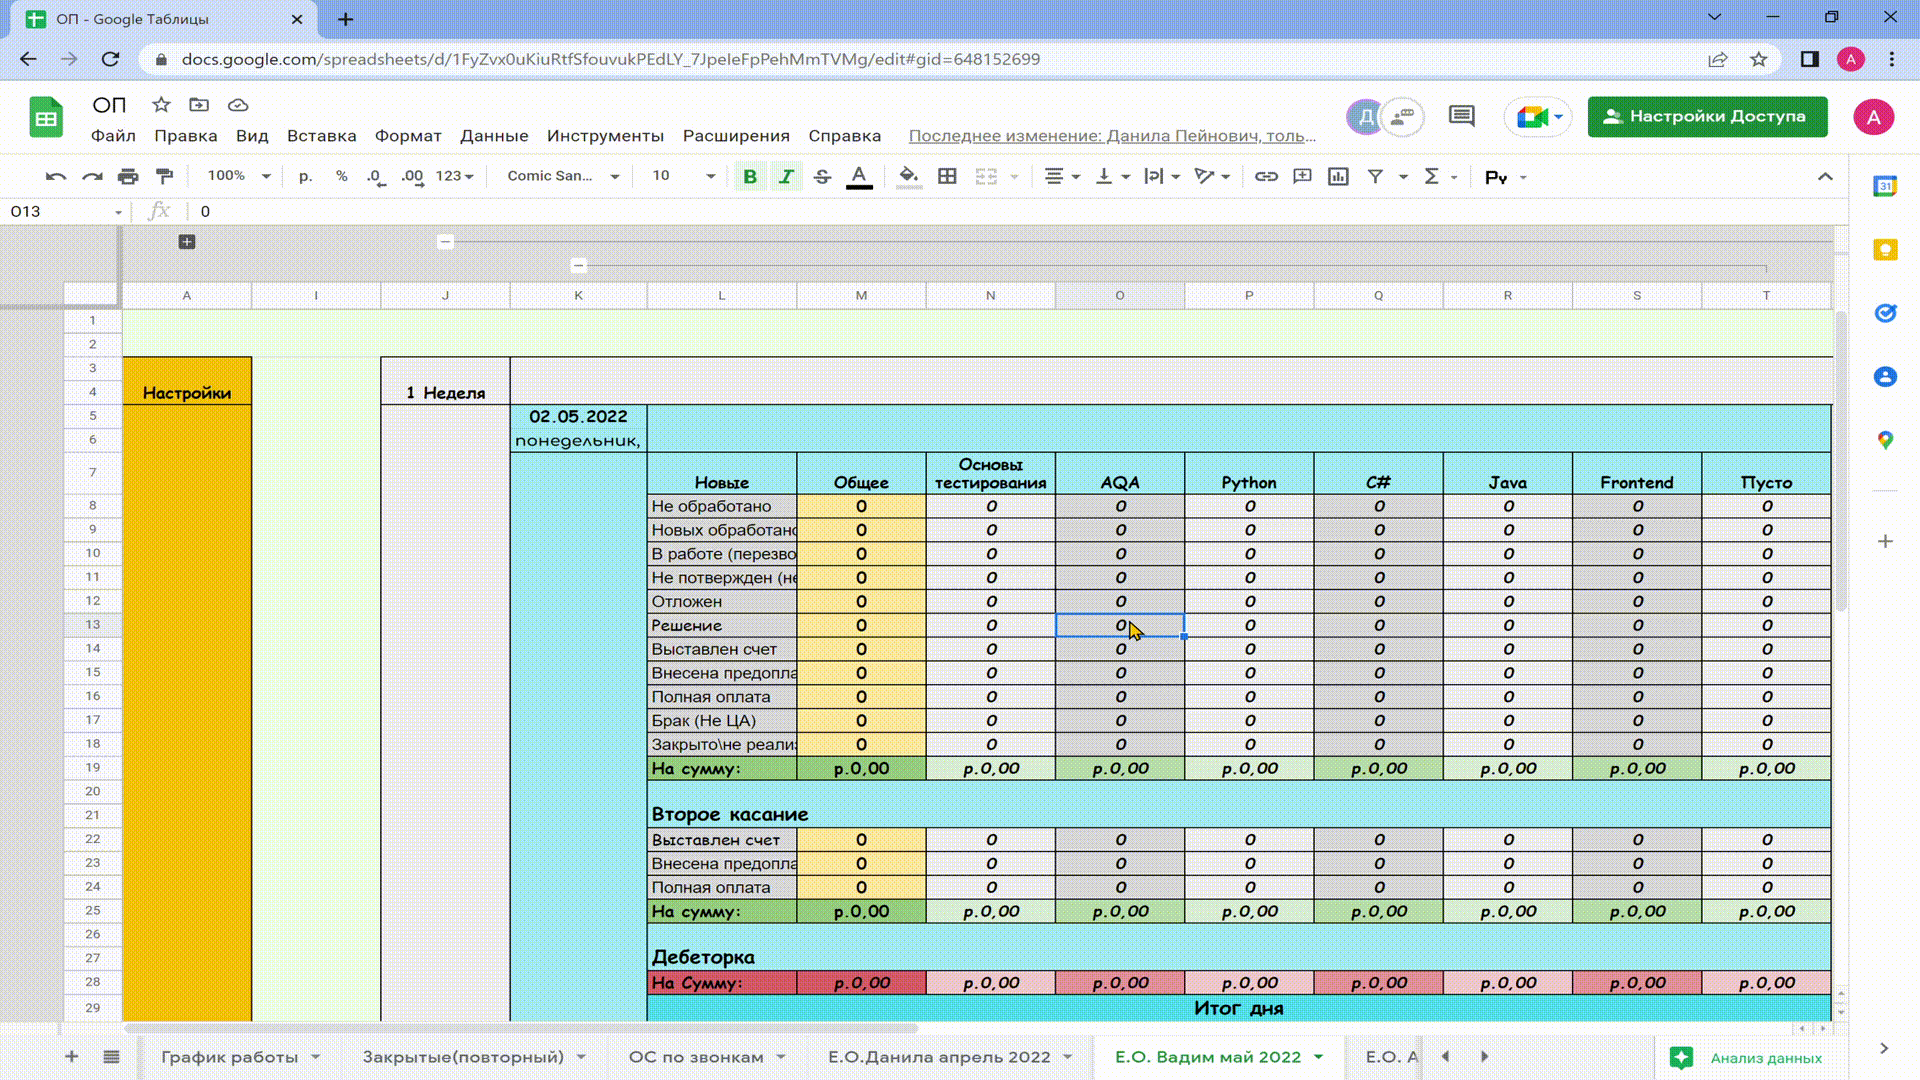 ОП - Google Таблицы
docs.google.com/spreadsheets/d/1FyZvx0uKiuRtfSfouvukPEdLY_7JpeIeFpPehMmTVMg/edit#gid=648152699
A
ОП
Файл Правка Вид Вставка Формат Данные Инструменты Расширения Справка Последнее изменение: Данила Пейнович, толь...
Д
Настройки Доступа
A
100% р. % .0 .00 123 Comic San... 10 B I S A Σ Py
O13 fx 0
31
A I J K L M N O P Q R S T
1
2
3
4 Настройки 1 Неделя
5 02.05.2022
6 понедельник,
7 Новые Общее Основы тестирования AQA Python C# Java Frontend Пусто
8 Не обработано 0 0 0 0 0 0 0 0
9 Новых обработано 0 0 0 0 0 0 0 0
10 В работе (перезво 0 0 0 0 0 0 0 0
11 Не потвержден (не 0 0 0 0 0 0 0 0
12 Отложен 0 0 0 0 0 0 0 0
13 Решение 0 0 0 0 0 0 0 0
14 Выставлен счет 0 0 0 0 0 0 0 0
15 Внесена предопла 0 0 0 0 0 0 0 0
16 Полная оплата 0 0 0 0 0 0 0 0
17 Брак (Не ЦА) 0 0 0 0 0 0 0 0
18 Закрыто\не реализ 0 0 0 0 0 0 0 0
19 На сумму: р.0,00 р.0,00 р.0,00 р.0,00 р.0,00 р.0,00 р.0,00 р.0,00
20
21 Второе касание
22 Выставлен счет 0 0 0 0 0 0 0 0
23 Внесена предопла 0 0 0 0 0 0 0 0
24 Полная оплата 0 0 0 0 0 0 0 0
25 На сумму: р.0,00 р.0,00 р.0,00 р.0,00 р.0,00 р.0,00 р.0,00 р.0,00
26
27 Дебеторка
28 На Сумму: р.0,00 р.0,00 р.0,00 р.0,00 р.0,00 р.0,00 р.0,00 р.0,00
29 Итог дня
График работы Закрытые(повторный) ОС по звонкам Е.О.Данила апрель 2022 Е.О. Вадим май 2022 Е.О. А Анализ данных